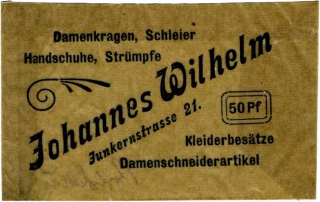 Damenkragen, Schleier
Handschuhe, Strümpfe
Johannes Wilhelm
Junkernstrasse 21.
50 Pf
Kleiderbesätze
Damenschneiderartikel